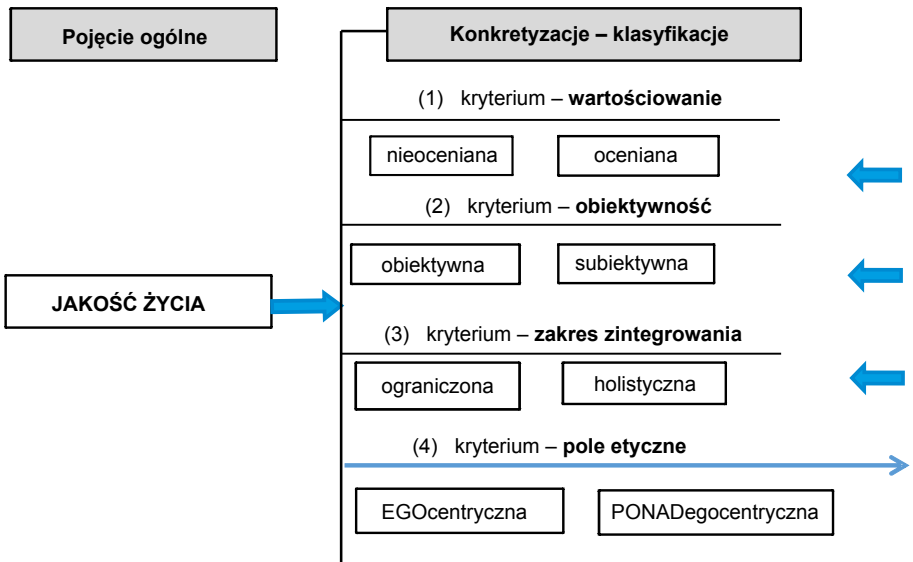 Pojęcie ogólne
Konkretyzacje – klasyfikacje
(1) kryterium – wartościowanie
nieoceniana
oceniana
(2) kryterium – obiektywność
obiektywna
subiektywna
JAKOŚĆ ŻYCIA
(3) kryterium – zakres zintegrowania
ograniczona
holistyczna
(4) kryterium – pole etyczne
EGOcentryczna
PONADegocentryczna